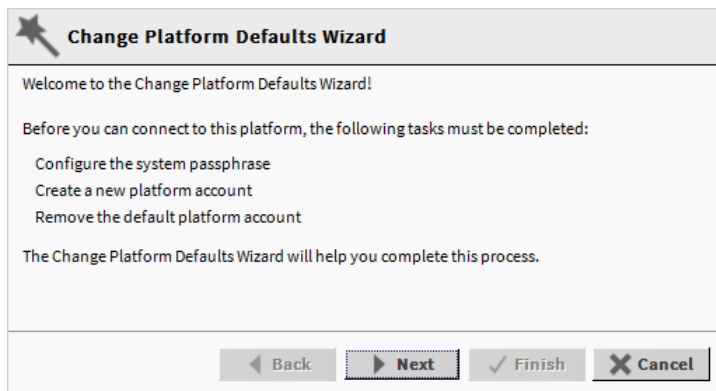 Change Platform Defaults Wizard
Welcome to the Change Platform Defaults Wizard!
Before you can connect to this platform, the following tasks must be completed:
Configure the system passphrase
Create a new platform account
Remove the default platform account
The Change Platform Defaults Wizard will help you complete this process.
Back Next Finish Cancel